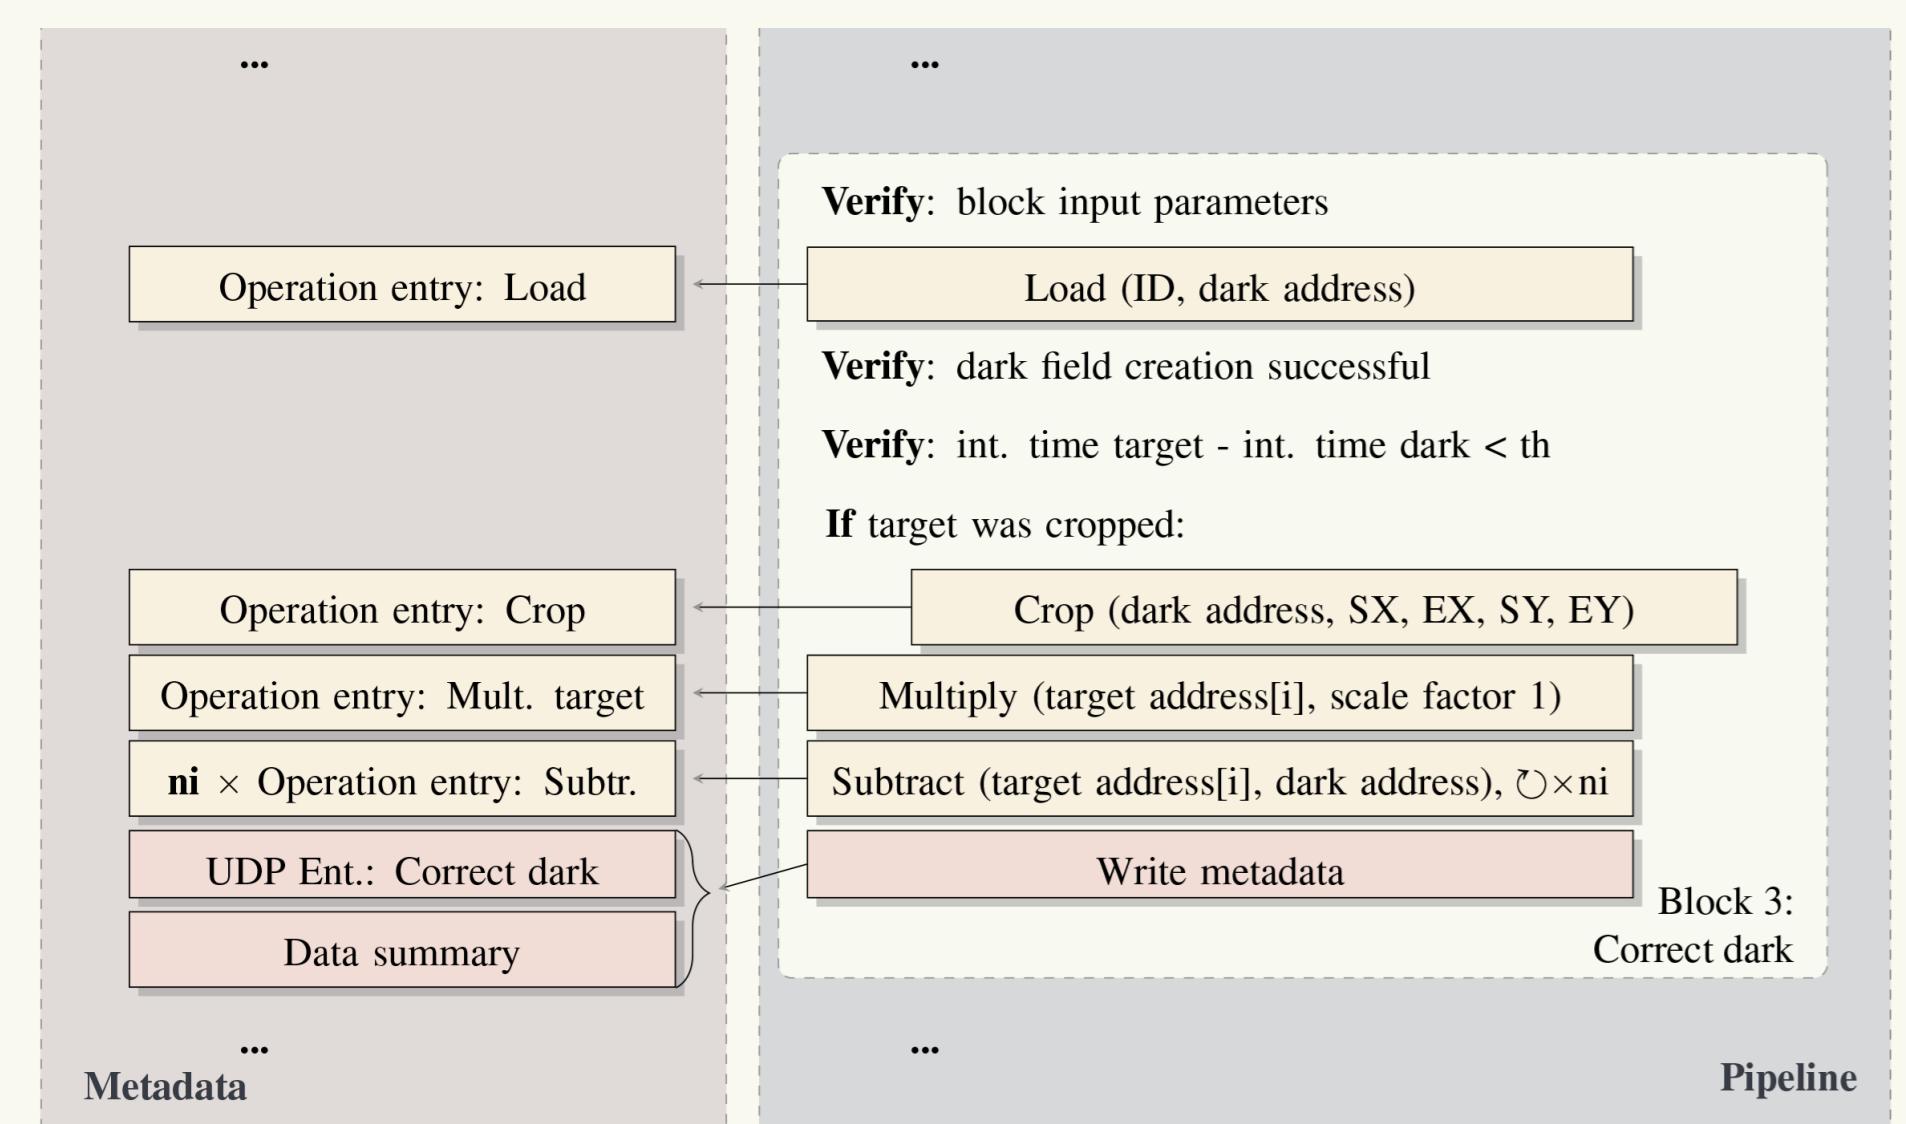 ...
...
Verify: block input parameters
Operation entry: Load
Load (ID, dark address)
Verify: dark field creation successful
Verify: int. time target - int. time dark < th
If target was cropped:
Operation entry: Crop
Crop (dark address, SX, EX, SY, EY)
Operation entry: Mult. target
Multiply (target address[i], scale factor 1)
ni × Operation entry: Subtr.
Subtract (target address[i], dark address), ↻×ni
UDP Ent.: Correct dark
Write metadata
Data summary
Block 3:
Correct dark
...
...
Metadata
Pipeline